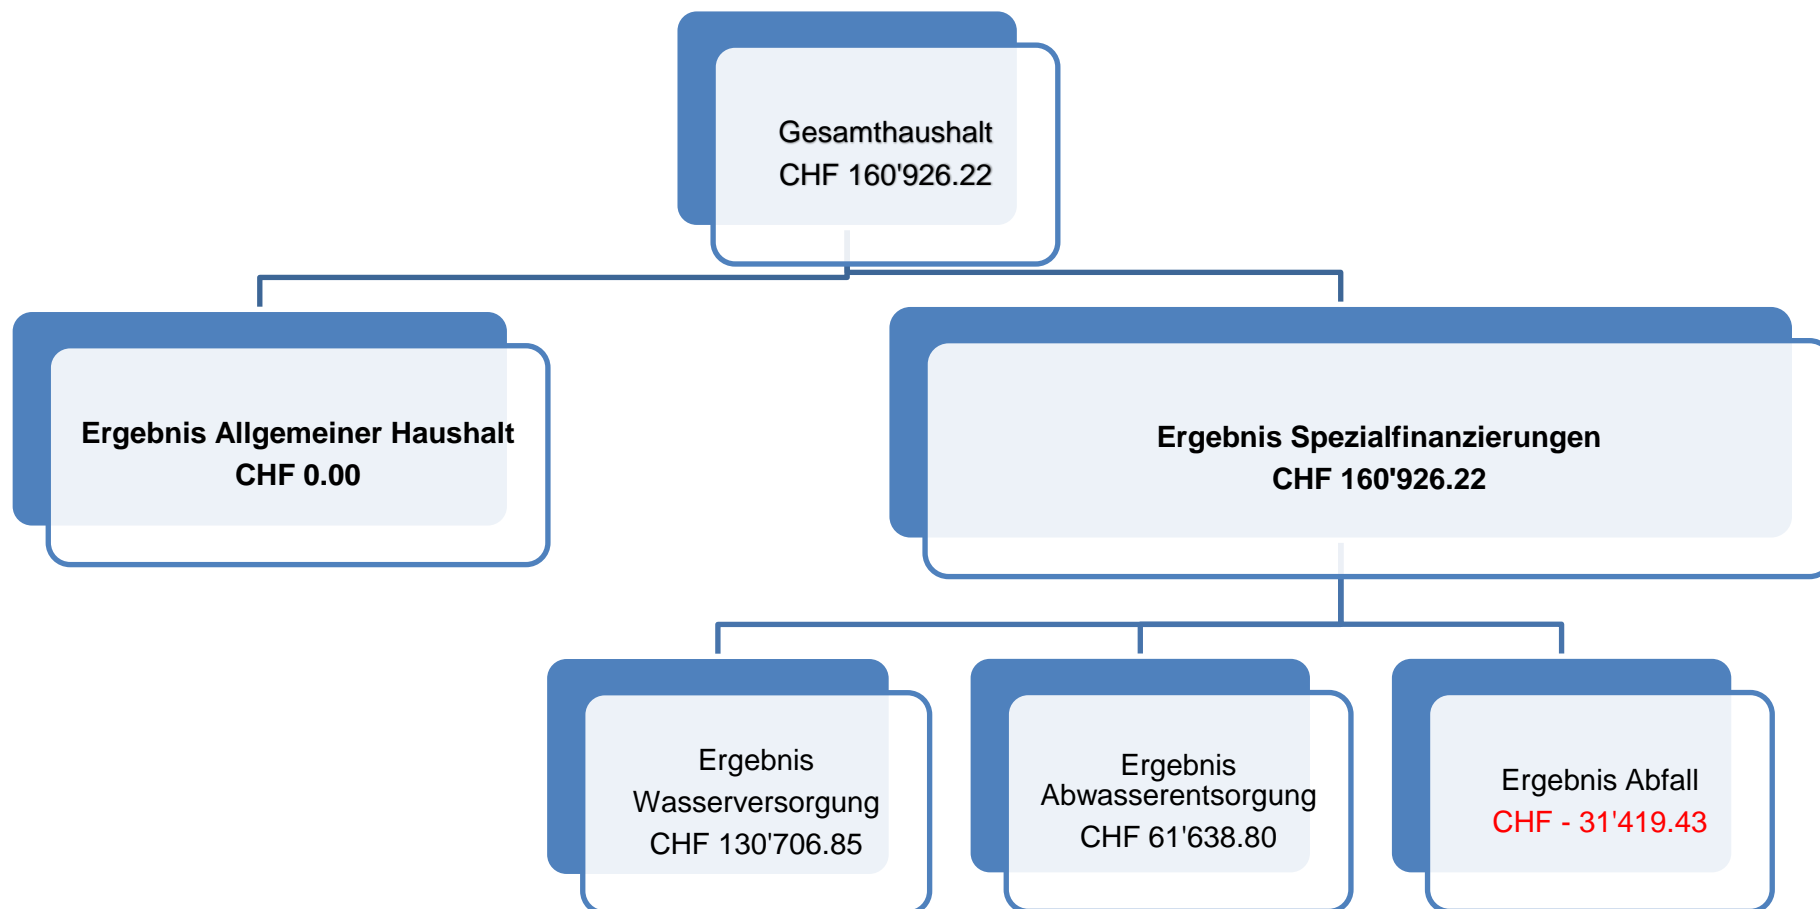 Gesamthaushalt
CHF 160'926.22
Ergebnis Allgemeiner Haushalt
CHF 0.00
Ergebnis Spezialfinanzierungen
CHF 160'926.22
Ergebnis
Wasserversorgung
CHF 130'706.85
Ergebnis
Abwasserentsorgung
CHF 61'638.80
Ergebnis Abfall
CHF - 31'419.43